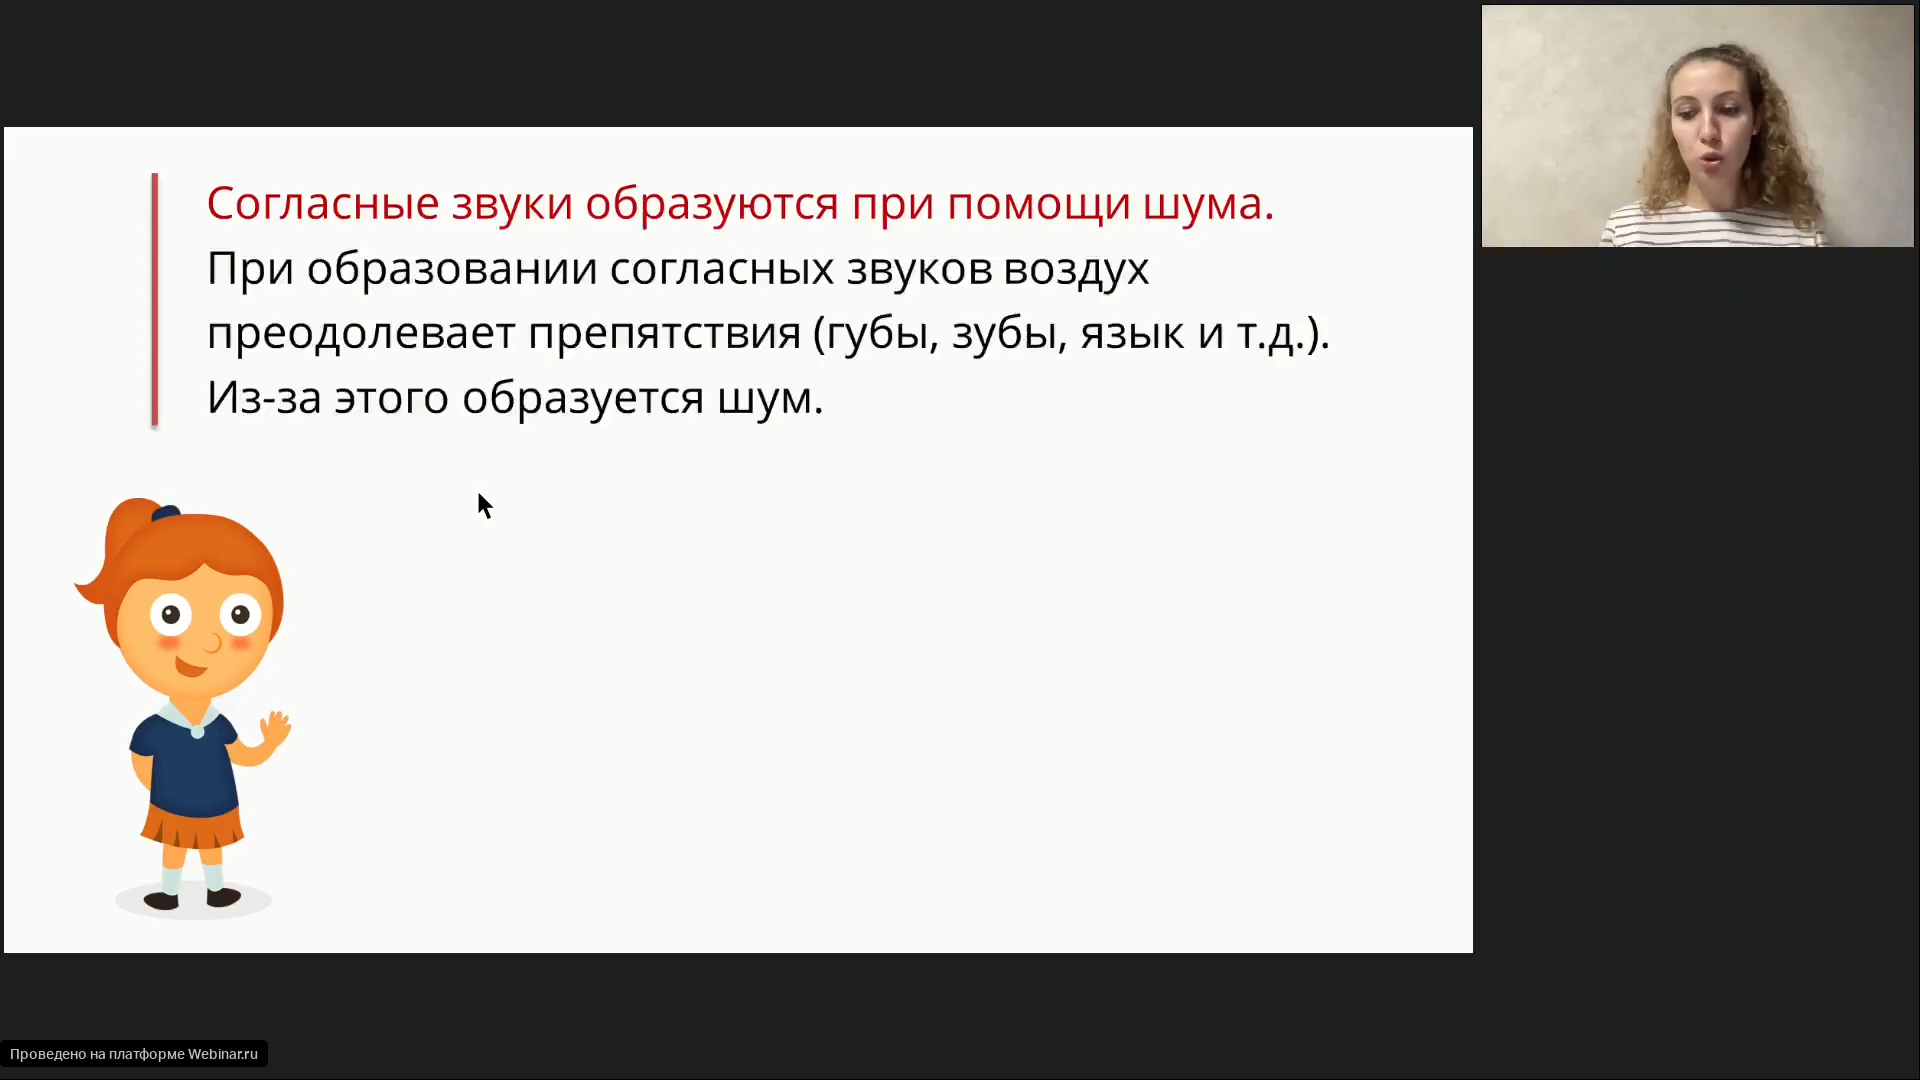 Согласные звуки образуются при помощи шума.
При образовании согласных звуков воздух
преодолевает препятствия (губы, зубы, язык и т.д.).
Из-за этого образуется шум.
Проведено на платформе Webinar.ru